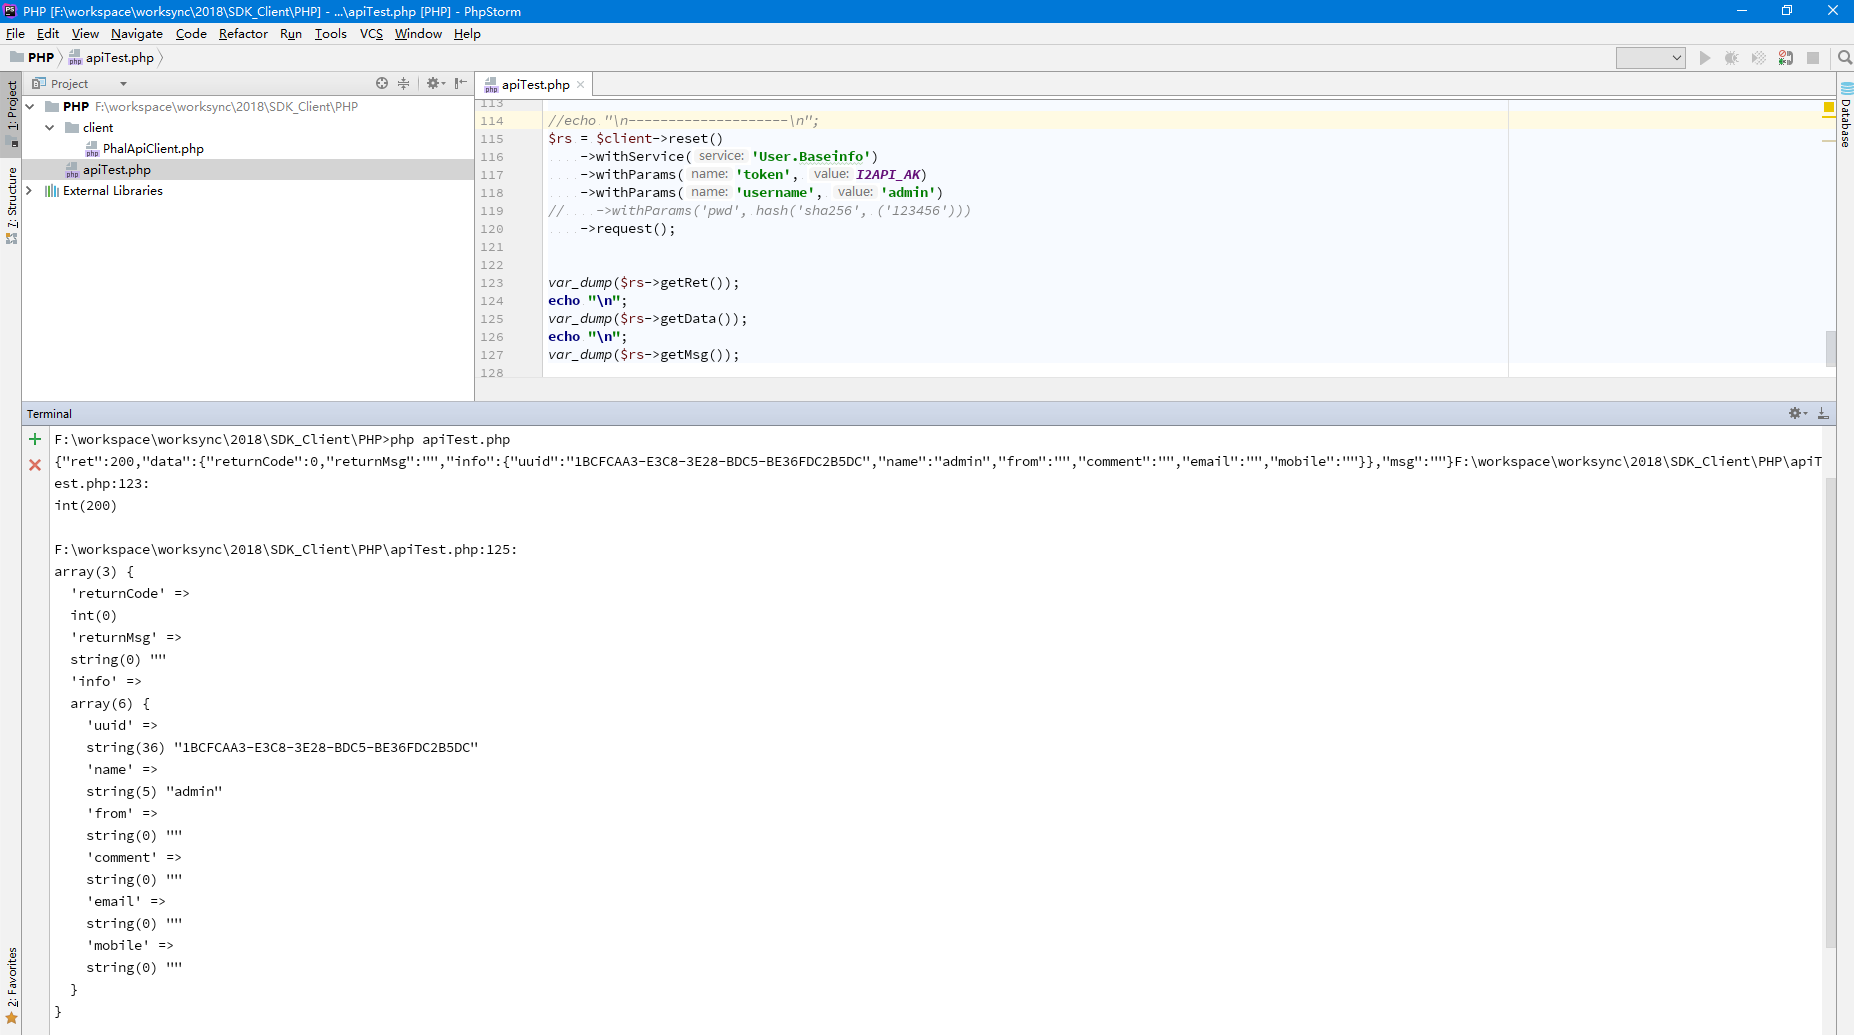 PHP [F:\workspace\worksync\2018\SDK_Client\PHP] - ...\apiTest.php [PHP] - PhpStorm
File Edit View Navigate Code Refactor Run Tools VCS Window Help
PHP apiTest.php
1: Project
7: Structure
2: Favorites
Project
PHP F:\workspace\worksync\2018\SDK_Client\PHP
client
PhalApiClient.php
apiTest.php
External Libraries
apiTest.php
Database
113
114 //echo "\n--------------------\n";
115 $rs = $client->reset()
116 ->withService( service: 'User.Baseinfo')
117 ->withParams( name: 'token', value: I2API_AK)
118 ->withParams( name: 'username', value: 'admin')
119 // ->withParams('pwd', hash('sha256', ('123456')))
120 ->request();
121
122
123 var_dump($rs->getRet());
124 echo "\n";
125 var_dump($rs->getData());
126 echo "\n";
127 var_dump($rs->getMsg());
128
Terminal
F:\workspace\worksync\2018\SDK_Client\PHP>php apiTest.php
{"ret":200,"data":{"returnCode":0,"returnMsg":"","info":{"uuid":"1BCFCAA3-E3C8-3E28-BDC5-BE36FDC2B5DC","name":"admin","from":"","comment":"","email":"","mobile":""}},"msg":""}F:\workspace\worksync\2018\SDK_Client\PHP\apiT
est.php:123:
int(200)
F:\workspace\worksync\2018\SDK_Client\PHP\apiTest.php:125:
array(3) {
'returnCode' =>
int(0)
'returnMsg' =>
string(0) ""
'info' =>
array(6) {
'uuid' =>
string(36) "1BCFCAA3-E3C8-3E28-BDC5-BE36FDC2B5DC"
'name' =>
string(5) "admin"
'from' =>
string(0) ""
'comment' =>
string(0) ""
'email' =>
string(0) ""
'mobile' =>
string(0) ""
}
}